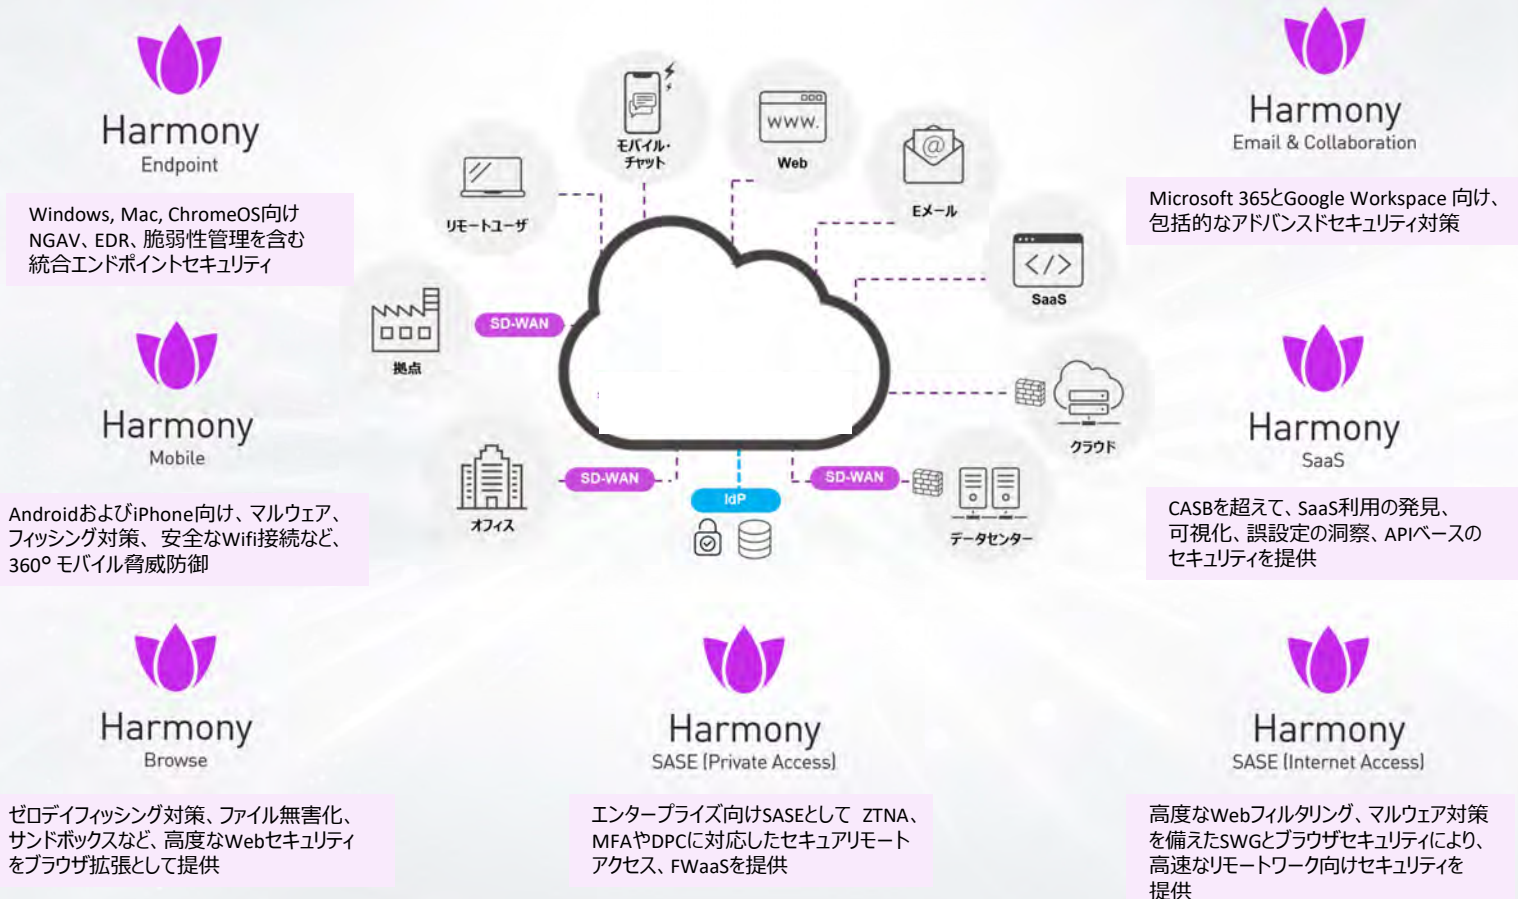 Harmony
Endpoint
Windows, Mac, ChromeOS向け
NGAV、EDR、脆弱性管理を含む
統合エンドポイントセキュリティ
Harmony
Mobile
AndroidおよびiPhone向け、マルウェア、
フィッシング対策、安全なWifi接続など、
360° モバイル脅威防御
Harmony
Browse
ゼロデイフィッシング対策、ファイル無害化、
サンドボックスなど、高度なWebセキュリティ
をブラウザ拡張として提供
モバイル・
チャット
WWW.
Web
@
Eメール
リモートユーザ
</>
SaaS
SD-WAN
拠点
クラウド
SD-WAN
オフィス
IdP
SD-WAN
データセンター
Harmony
SASE (Private Access)
エンタープライズ向けSASEとして ZTNA、
MFAやDPCに対応したセキュアリモート
アクセス、FWaaSを提供
Harmony
Email & Collaboration
Microsoft 365とGoogle Workspace 向け、
包括的なアドバンスドセキュリティ対策
Harmony
SaaS
CASBを超えて、SaaS利用の発見、
可視化、誤設定の洞察、APIベースの
セキュリティを提供
Harmony
SASE (Internet Access)
高度なWebフィルタリング、マルウェア対策
を備えたSWGとブラウザセキュリティにより、
高速なリモートワーク向けセキュリティを
提供